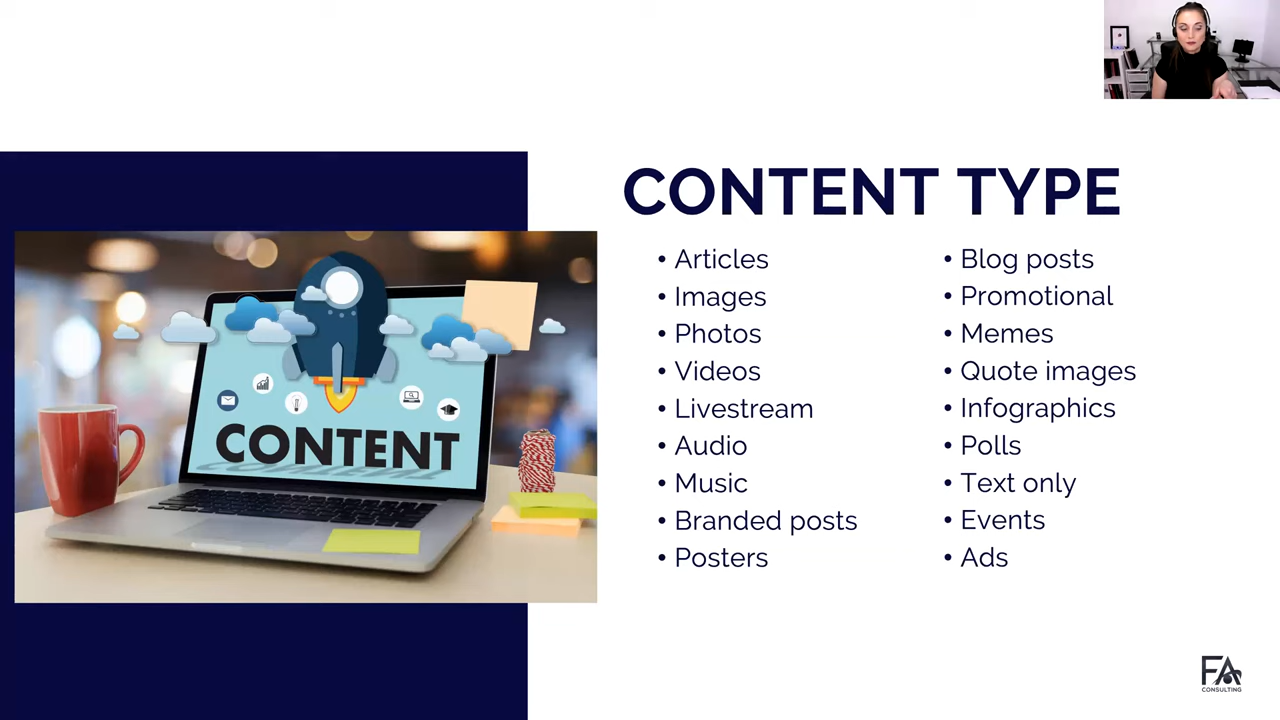 CONTENT TYPE
• Articles
• Images
• Photos
• Videos
• Livestream
• Audio
• Music
• Branded posts
• Posters
• Blog posts
• Promotional
• Memes
• Quote images
• Infographics
• Polls
• Text only
• Events
• Ads
CONTENT
FA
CONSULTING